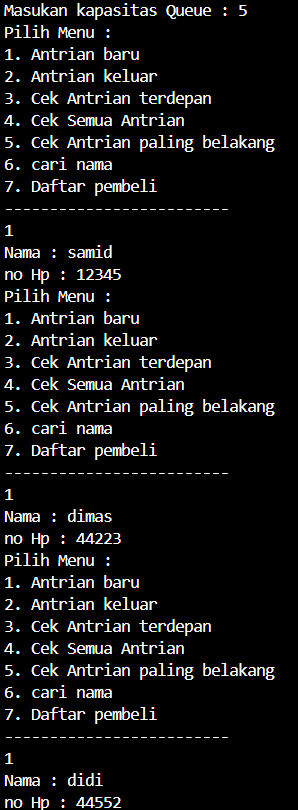 Masukan kapasitas Queue : 5
Pilih Menu :
1. Antrian baru
2. Antrian keluar
3. Cek Antrian terdepan
4. Cek Semua Antrian
5. Cek Antrian paling belakang
6. cari nama
7. Daftar pembeli
-------------------------
1
Nama : samid
no Hp : 12345
Pilih Menu :
1. Antrian baru
2. Antrian keluar
3. Cek Antrian terdepan
4. Cek Semua Antrian
5. Cek Antrian paling belakang
6. cari nama
7. Daftar pembeli
-------------------------
1
Nama : dimas
no Hp : 44223
Pilih Menu :
1. Antrian baru
2. Antrian keluar
3. Cek Antrian terdepan
4. Cek Semua Antrian
5. Cek Antrian paling belakang
6. cari nama
7. Daftar pembeli
-------------------------
1
Nama : didi
no Hp : 44552